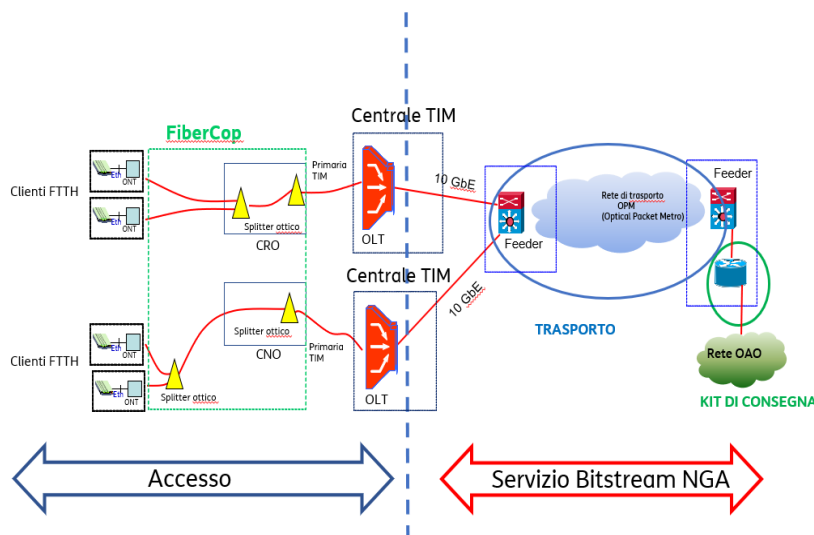 FiberCop
Centrale TIM
Clienti FTTH
Eth
ONT
Eth
ONT
Splitter ottico
CRO
Primaria
TIM
OLT
10 GbE
Feeder
Rete di trasporto
OPM
(Optical Packet Metro)
Feeder
Centrale TIM
Clienti FTTH
Eth
ONT
Eth
ONT
Splitter ottico
Splitter ottico
CNO
Primaria
TIM
OLT
10 GbE
TRASPORTO
Rete OAO
KIT DI CONSEGNA
Accesso
Servizio Bitstream NGA